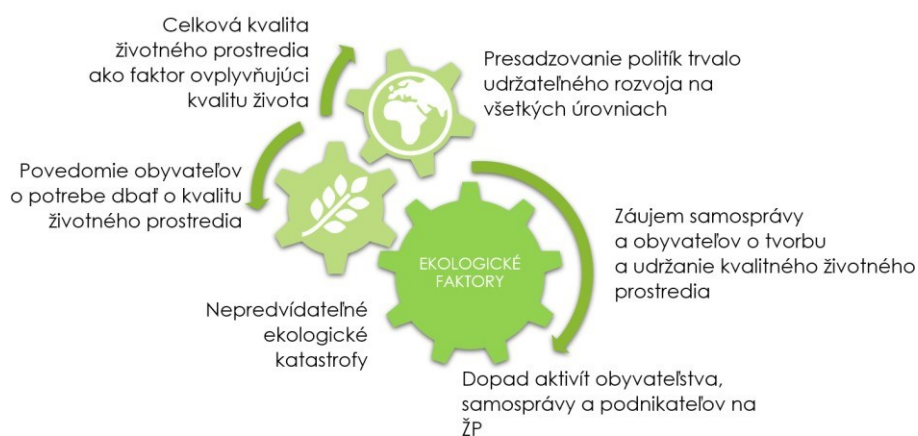 Celková kvalita
životného prostredia
ako faktor ovplyvňujúci
kvalitu života
Presadzovanie politík trvalo
udržateľného rozvoja na
všetkých úrovniach
Povedomie obyvateľov
o potrebe dbať o kvalitu
životného prostredia
Záujem samosprávy
a obyvateľov o tvorbu
a udržanie kvalitného životného
prostredia
EKOLOGICKÉ
FAKTORY
Nepredvídateľné
ekologické
katastrofy
Dopad aktivít obyvateľstva,
samosprávy a podnikateľov na
ŽP